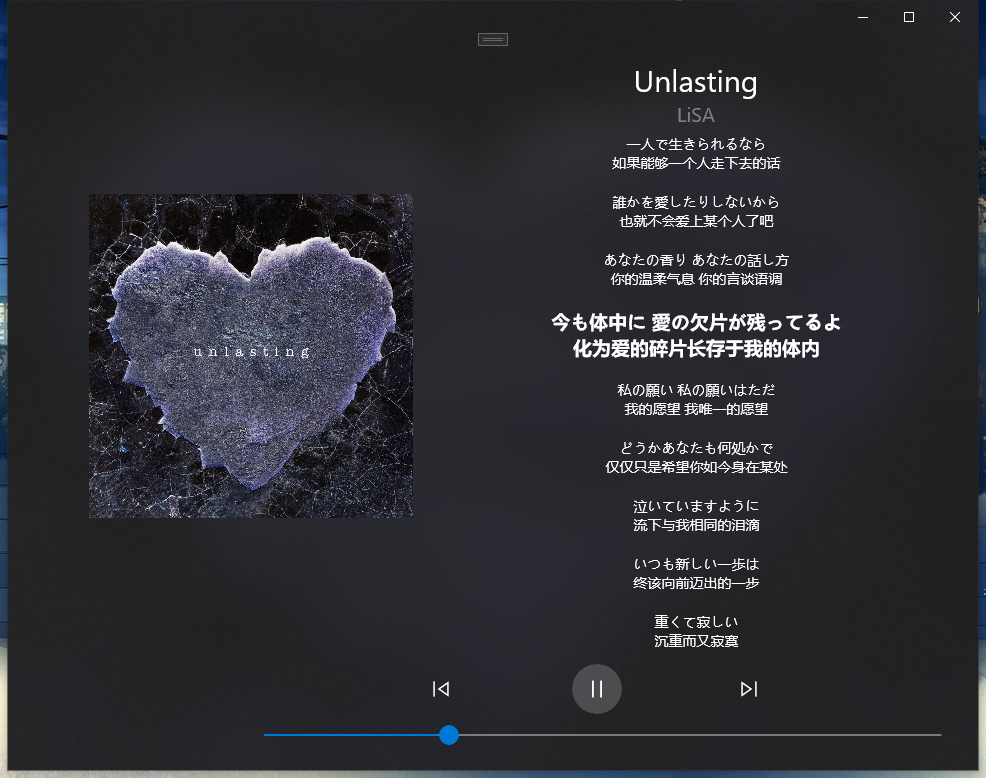 Unlasting
LiSA
一人で生きられるなら
如果能够一个人走下去的话
誰かを愛したりしないから
也就不会爱上某个人了吧
あなたの香り あなたの話し方
你的温柔气息 你的言谈语调
unlasting
今も体中に 愛の欠片が残ってるよ
化为爱的碎片长存于我的体内
私の願い 私の願いはただ
我的愿望 我唯一的愿望
どうかあなたも何処かで
仅仅只是希望你如今身在某处
泣いていますように
流下与我相同的泪滴
いつも新しい一歩は
终该向前迈出的一步
重くて寂しい
沉重而又寂寞